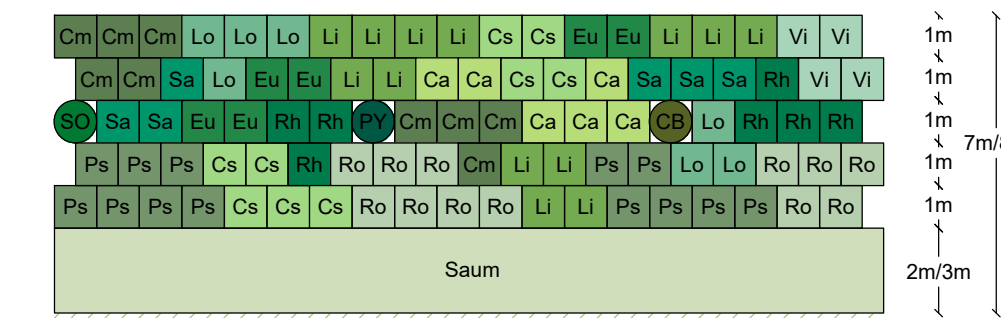 Cm Cm Cm Lo Lo Lo Li Li Li Li Cs Cs Eu Eu Li Li Li Vi Vi 1m
Cm Cm Sa Lo Eu Eu Li Li Ca Ca Cs Cs Ca Sa Sa Sa Rh Vi Vi 1m
SO Sa Sa Eu Eu Rh Rh PY Cm Cm Cm Ca Ca Ca CB Lo Rh Rh Rh 1m
7m/8
Ps Ps Ps Cs Cs Rh Ro Ro Ro Cm Li Li Ps Ps Lo Lo Ro Ro Ro 1m
Ps Ps Ps Ps Cs Cs Cs Ro Ro Ro Ro Li Li Ps Ps Ps Ps Ro Ro 1m
Saum 2m/3m